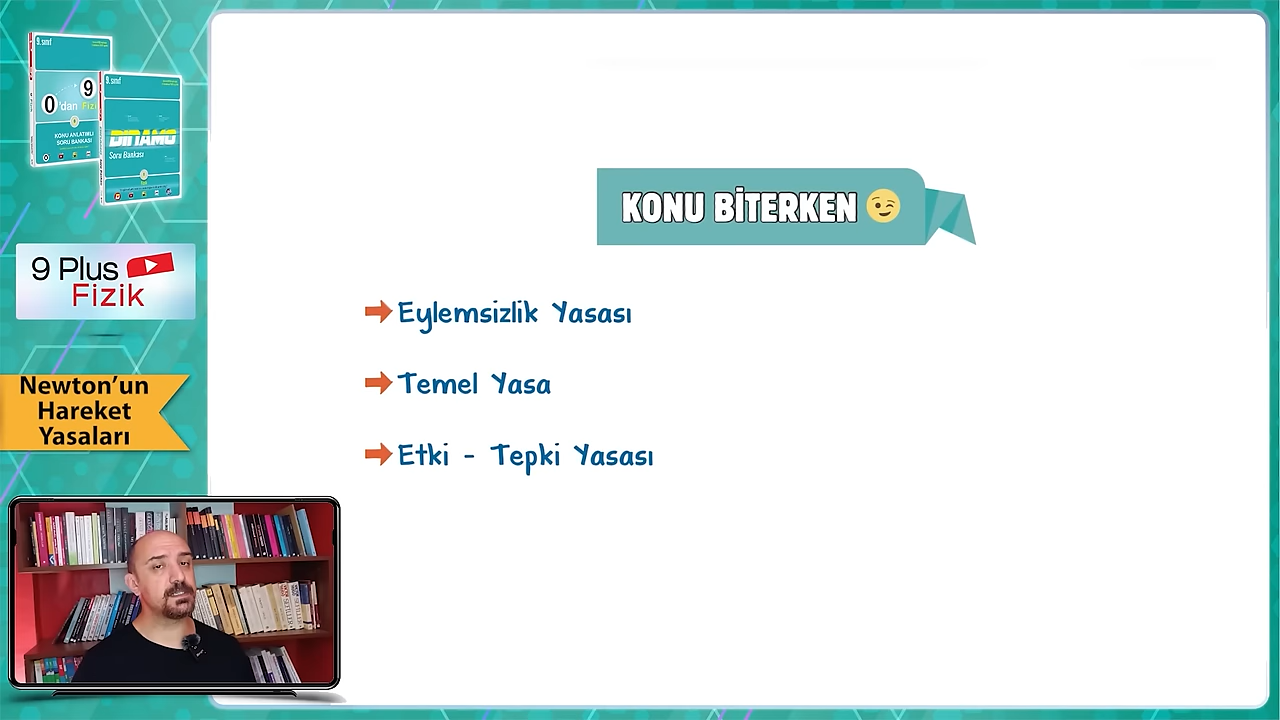 9.sınıf
0'dan 9
Fizik
KONU ANLATIMLI
SORU BANKASI
9.sınıf
DİNAMO
Soru Bankası
9 Plus
Fizik
Newton'un
Hareket
Yasaları
KONU BİTERKEN
Eylemsizlik Yasası
Temel Yasa
Etki - Tepki Yasası